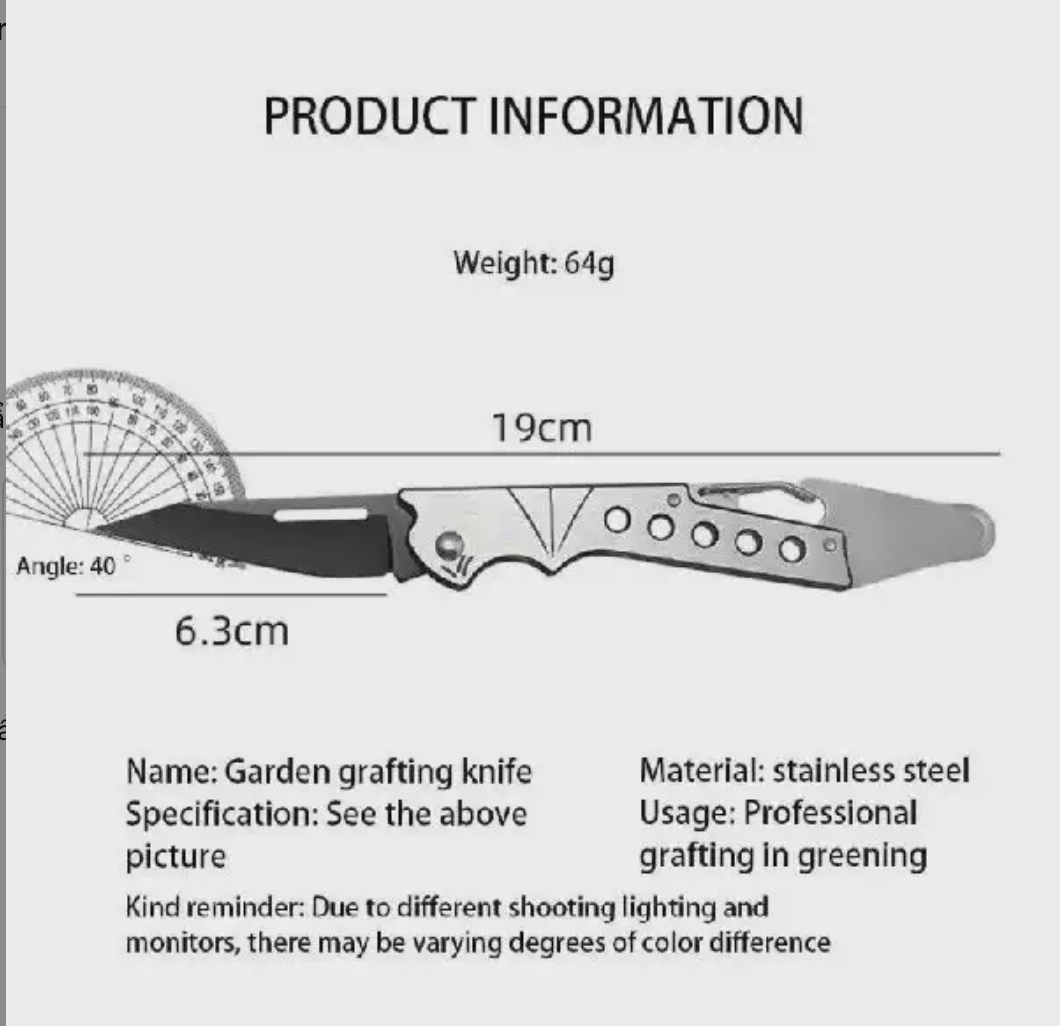 PRODUCT INFORMATION
Weight: 64g
19cm
Angle: 40 °
6.3cm
Name: Garden grafting knife
Specification: See the above
picture
Material: stainless steel
Usage: Professional
grafting in greening
Kind reminder: Due to different shooting lighting and
monitors, there may be varying degrees of color difference